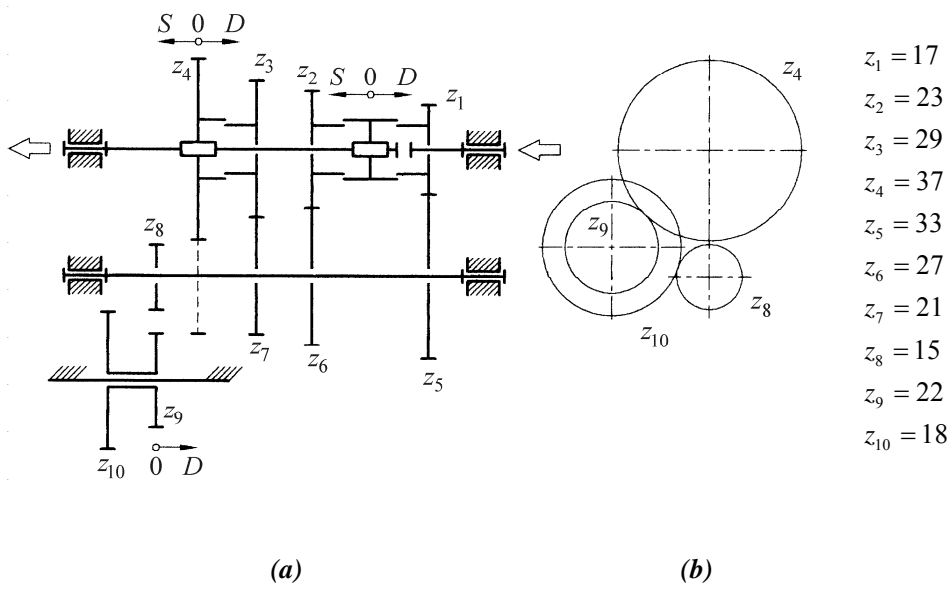 S 0 D
z4 z3 z2 S 0 D z1
z8
z7 z6 z5
z9
z10 0 D
z4
z9
z8
z10
z1 = 17
z2 = 23
z3 = 29
z4 = 37
z5 = 33
z6 = 27
z7 = 21
z8 = 15
z9 = 22
z10 = 18
(a) (b)